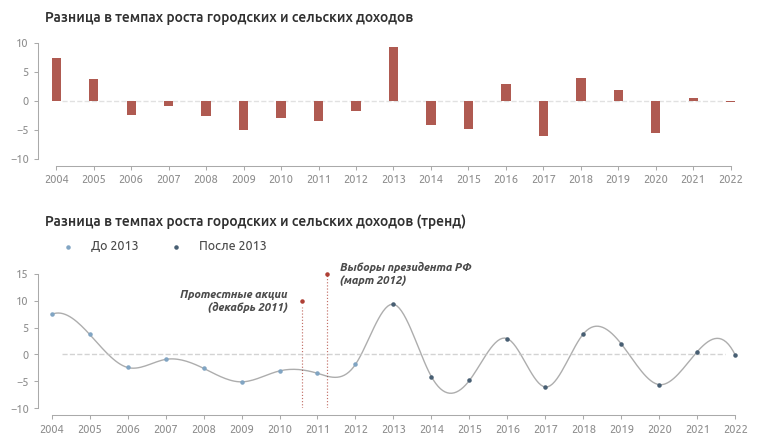 Разница в темпах роста городских и сельских доходов
10
5
0
−5
−10
2004 2005 2006 2007 2008 2009 2010 2011 2012 2013 2014 2015 2016 2017 2018 2019 2020 2021 2022
Разница в темпах роста городских и сельских доходов (тренд)
До 2013 После 2013
15
10
5
0
−5
−10
Выборы президента РФ
(март 2012)
Протестные акции
(декабрь 2011)
2004 2005 2006 2007 2008 2009 2010 2011 2012 2013 2014 2015 2016 2017 2018 2019 2020 2021 2022